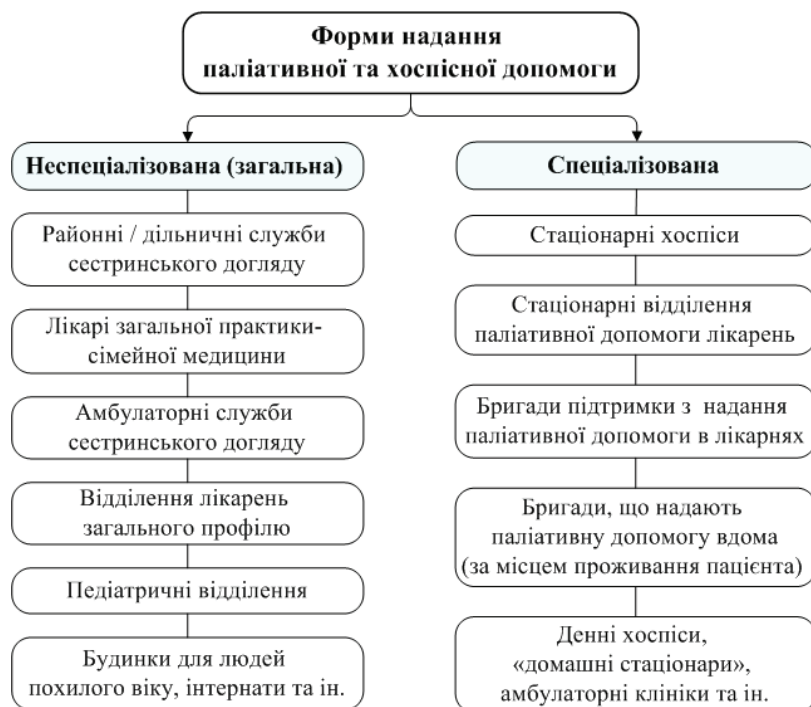 Форми надання
паліативної та хоспісної допомоги
Неспеціалізована (загальна)
Районні / дільничні служби
сестринського догляду
Лікарі загальної практики-
сімейної медицини
Амбулаторні служби
сестринського догляду
Відділення лікарень
загального профілю
Педіатричні відділення
Будинки для людей
похилого віку, інтернати та ін.
Спеціалізована
Стаціонарні хоспіси
Стаціонарні відділення
паліативної допомоги лікарень
Бригади підтримки з надання
паліативної допомоги в лікарнях
Бригади, що надають
паліативну допомогу вдома
(за місцем проживання пацієнта)
Денні хоспіси,
«домашні стаціонари»,
амбулаторні клініки та ін.